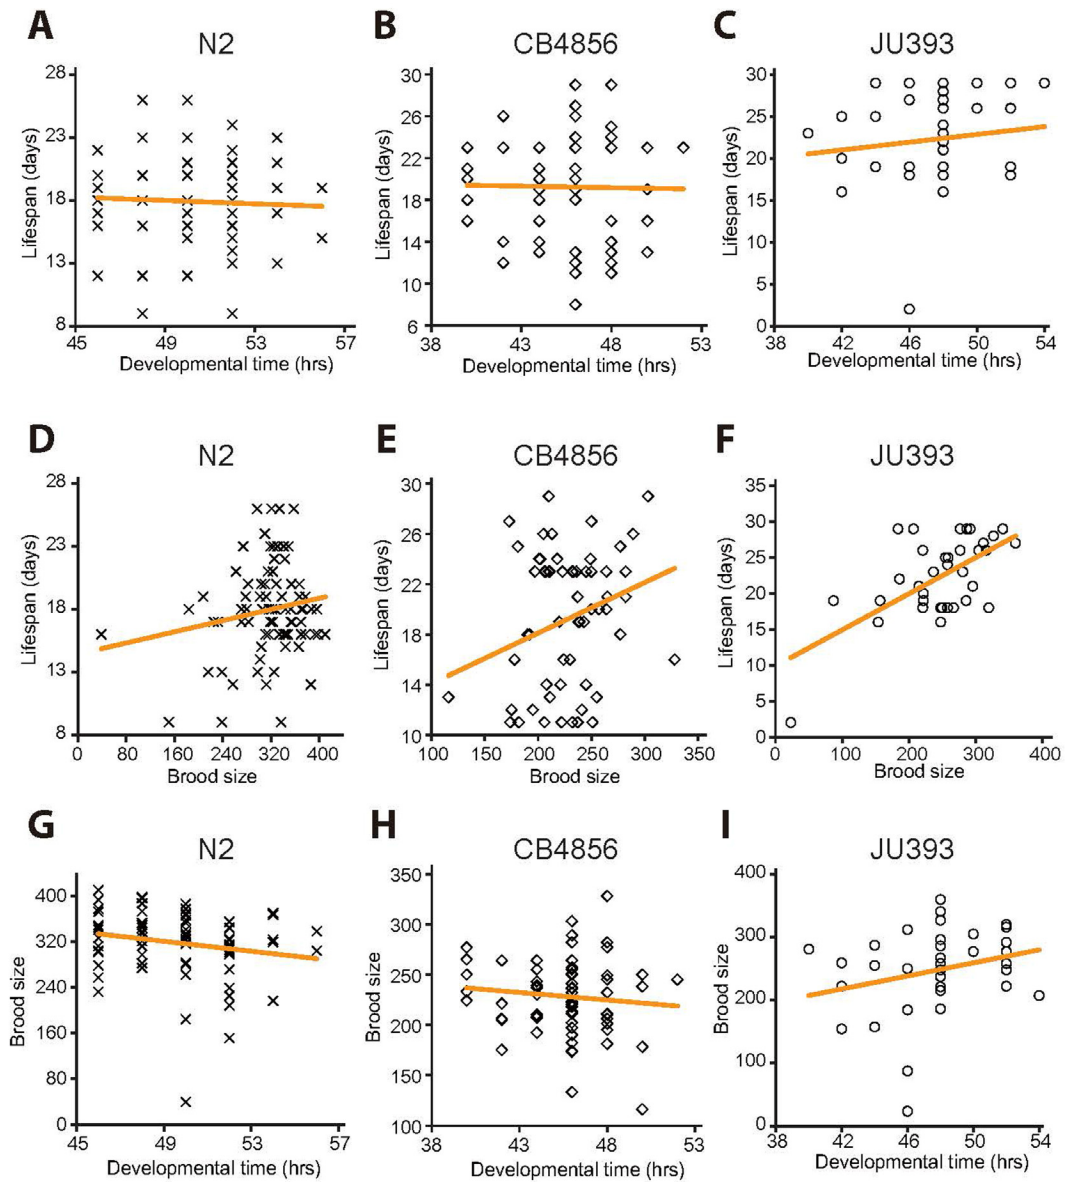 A
N2
28
23
18
13
8
45
49
53
57
Lifespan (days)
Developmental time (hrs)
B
CB4856
30
26
22
18
14
10
6
38
43
48
53
Lifespan (days)
Developmental time (hrs)
C
JU393
30
25
20
15
10
5
0
38
42
46
50
54
Lifespan (days)
Developmental time (hrs)
D
N2
28
23
18
13
8
0
80
160
240
320
400
Lifespan (days)
Brood size
E
CB4856
30
26
22
18
14
10
100
150
200
250
300
350
Lifespan (days)
Brood size
F
JU393
35
30
25
20
15
10
5
0
0
100
200
300
400
Lifespan (days)
Brood size
G
N2
400
320
240
160
80
0
45
49
53
57
Brood size
Developmental time (hrs)
H
CB4856
350
300
250
200
150
100
38
43
48
53
Brood size
Developmental time (hrs)
I
JU393
400
300
200
100
0
38
42
46
50
54
Brood size
Developmental time (hrs)